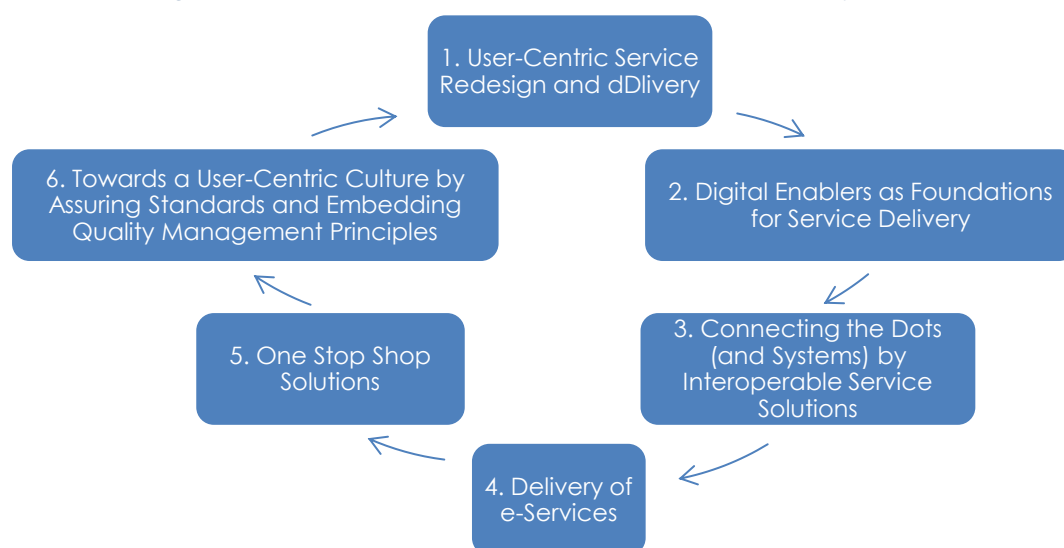 1. User-Centric Service
Redesign and dDlivery
2. Digital Enablers as Foundations
for Service Delivery
3. Connecting the Dots
(and Systems) by
Interoperable Service
Solutions
4. Delivery of
e-Services
5. One Stop Shop
Solutions
6. Towards a User-Centric Culture by
Assuring Standards and Embedding
Quality Management Principles